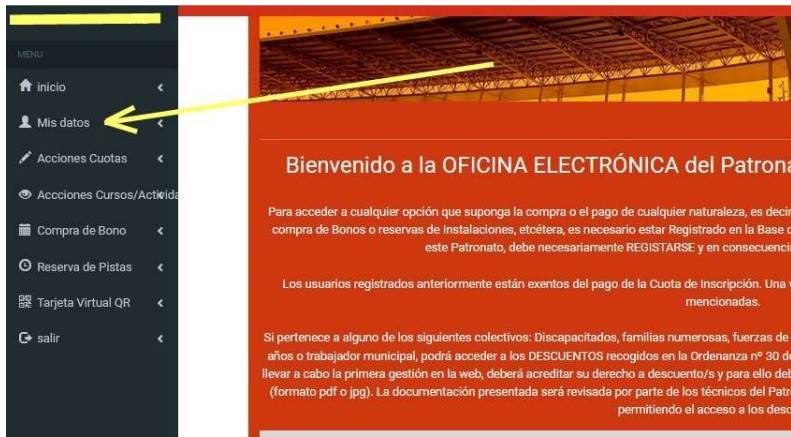 MENU
inicio
Mis datos
Acciones Cuotas
Accciones Cursos/Activida
Compra de Bono
Reserva de Pistas
Tarjeta Virtual QR
salir
Bienvenido a la OFICINA ELECTRÓNICA del Patrona
Para acceder a cualquier opción que suponga la compra o el pago de cualquier naturaleza, es decir
compra de Bonos o reservas de Instalaciones, etcétera, es necesario estar Registrado en la Base d
este Patronato, debe necesariamente REGISTARSE y en consecuenci
Los usuarios registrados anteriormente están exentos del pago de la Cuota de Inscripción. Una v
mencionadas.
Si pertenece a alguno de los siguientes colectivos: Discapacitados, familias numerosas, fuerzas de
años o trabajador municipal, podrá acceder a los DESCUENTOS recogidos en la Ordenanza nº 30 de
llevar a cabo la primera gestión en la web, deberá acreditar su derecho a descuento/s y para ello deb
(formato pdf o jpg). La documentación presentada será revisada por parte de los técnicos del Patro
permitiendo el acceso a los desc